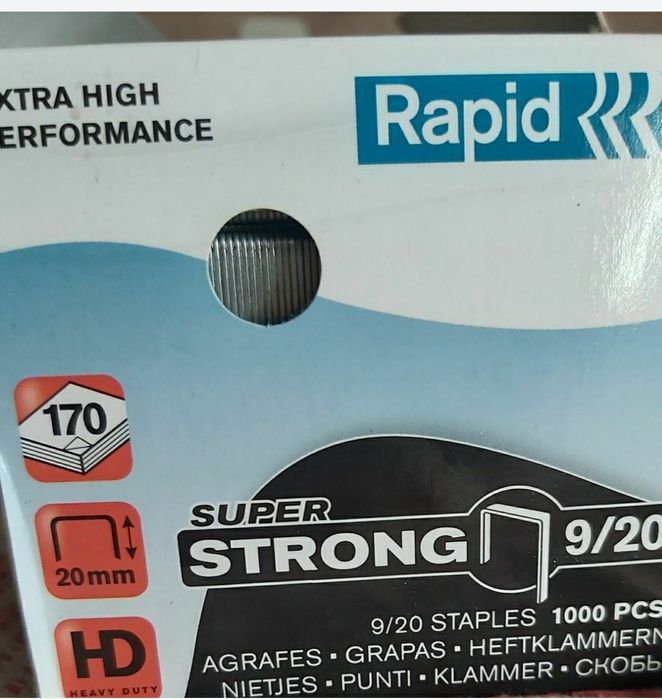 XTRA HIGH
ERFORMANCE
Rapid
170
20mm
HD
HEAVY DUTY
SUPER
STRONG
9/20
9/20 STAPLES 1000 PCS
AGRAFES • GRAPAS • HEFTKLAMMERN
NIETJES • PUNTI • KLAMMER • СКОБЫ